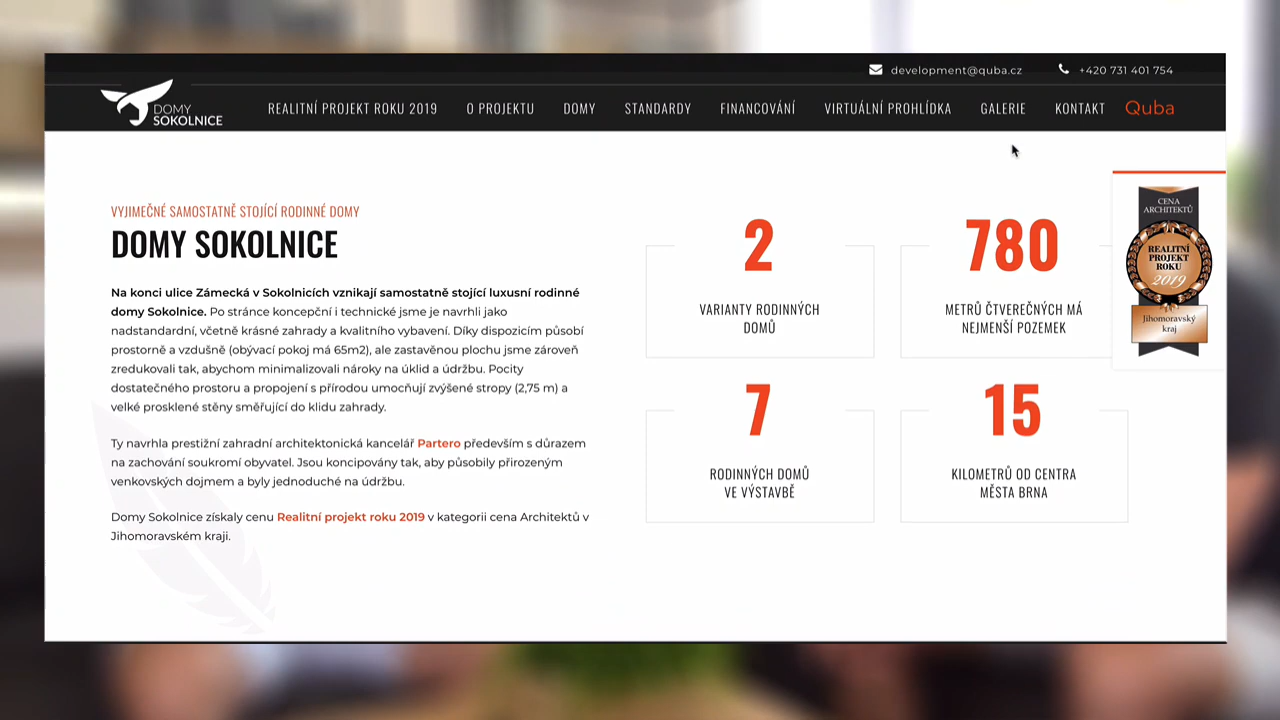 development@quba.cz
+420 731 401 754
DOMY
SOKOLNICE
REALITNÍ PROJEKT ROKU 2019
O PROJEKTU
DOMY
STANDARDY
FINANCOVÁNÍ
VIRTUÁLNÍ PROHLÍDKA
GALERIE
KONTAKT
Quba
VYJIMEČNÉ SAMOSTATNĚ STOJÍCÍ RODINNÉ DOMY
DOMY SOKOLNICE
Na konci ulice Zámecká v Sokolnicích vznikají samostatně stojící luxusní rodinné
domy Sokolnice. Po stránce koncepční i technické jsme je navrhli jako
nadstandardní, včetně krásné zahrady a kvalitního vybavení. Díky dispozicím působí
prostorně a vzdušně (obývací pokoj má 65m2), ale zastavěnou plochu jsme zároveň
zredukovali tak, abychom minimalizovali nároky na úklid a údržbu. Pocity
dostatečného prostoru a propojení s přírodou umocňují zvýšené stropy (2,75 m) a
velké prosklené stěny směřující do klidu zahrady.
Ty navrhla prestižní zahradní architektonická kancelář Partero především s důrazem
na zachování soukromí obyvatel. Jsou koncipovány tak, aby působily přirozeným
venkovských dojmem a byly jednoduché na údržbu.
Domy Sokolnice získaly cenu Realitní projekt roku 2019 v kategorii cena Architektů v
Jihomoravském kraji.
2
VARIANTY RODINNÝCH
DOMŮ
780
METRŮ ČTVEREČNÝCH MÁ
NEJMENŠÍ POZEMEK
7
RODINNÝCH DOMŮ
VE VÝSTAVBĚ
15
KILOMETRŮ OD CENTRA
MĚSTA BRNA
CENA
ARCHITEKTŮ
REALITNÍ
PROJEKT
ROKU
2019
Jihomoravský
kraj